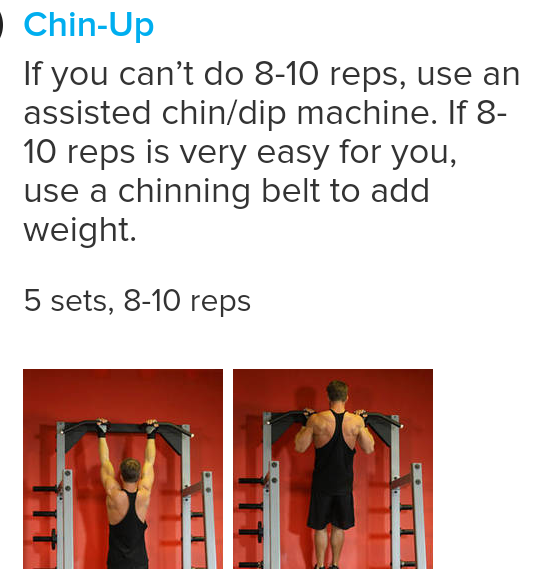 Chin-Up
If you can’t do 8-10 reps, use an
assisted chin/dip machine. If 8-
10 reps is very easy for you,
use a chinning belt to add
weight.
5 sets, 8-10 reps